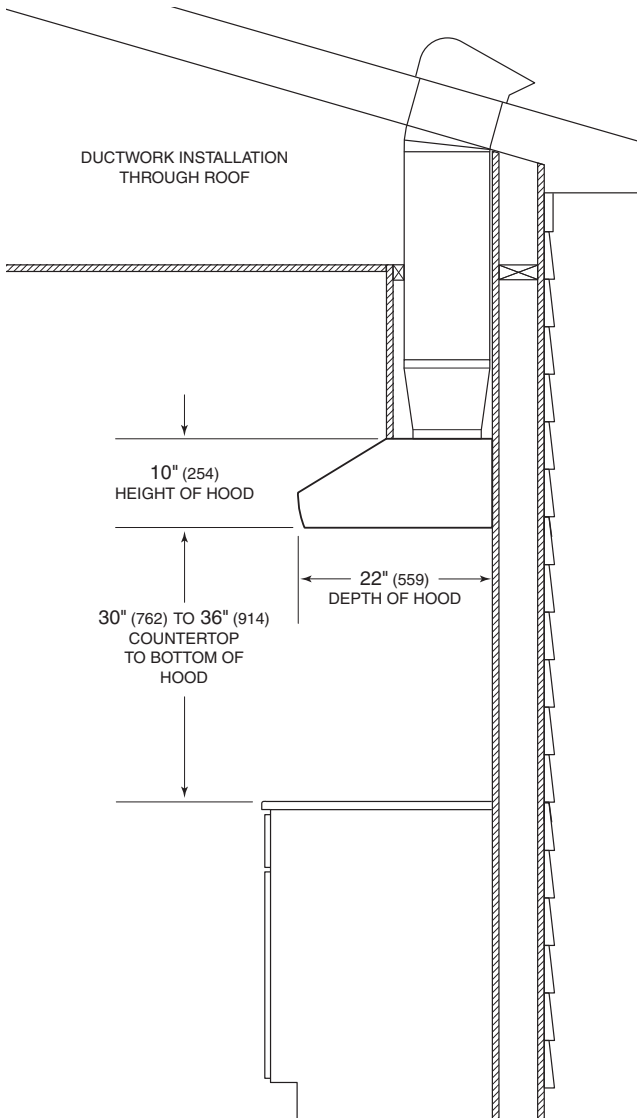 DUCTWORK INSTALLATION
THROUGH ROOF
10" (254)
HEIGHT OF HOOD
22" (559)
DEPTH OF HOOD
30" (762) TO 36" (914)
COUNTERTOP
TO BOTTOM OF
HOOD